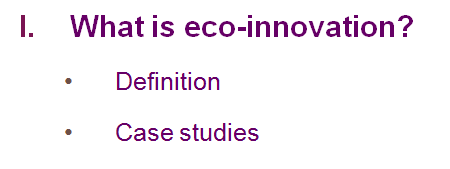 I. What is eco-innovation?
• Definition
• Case studies